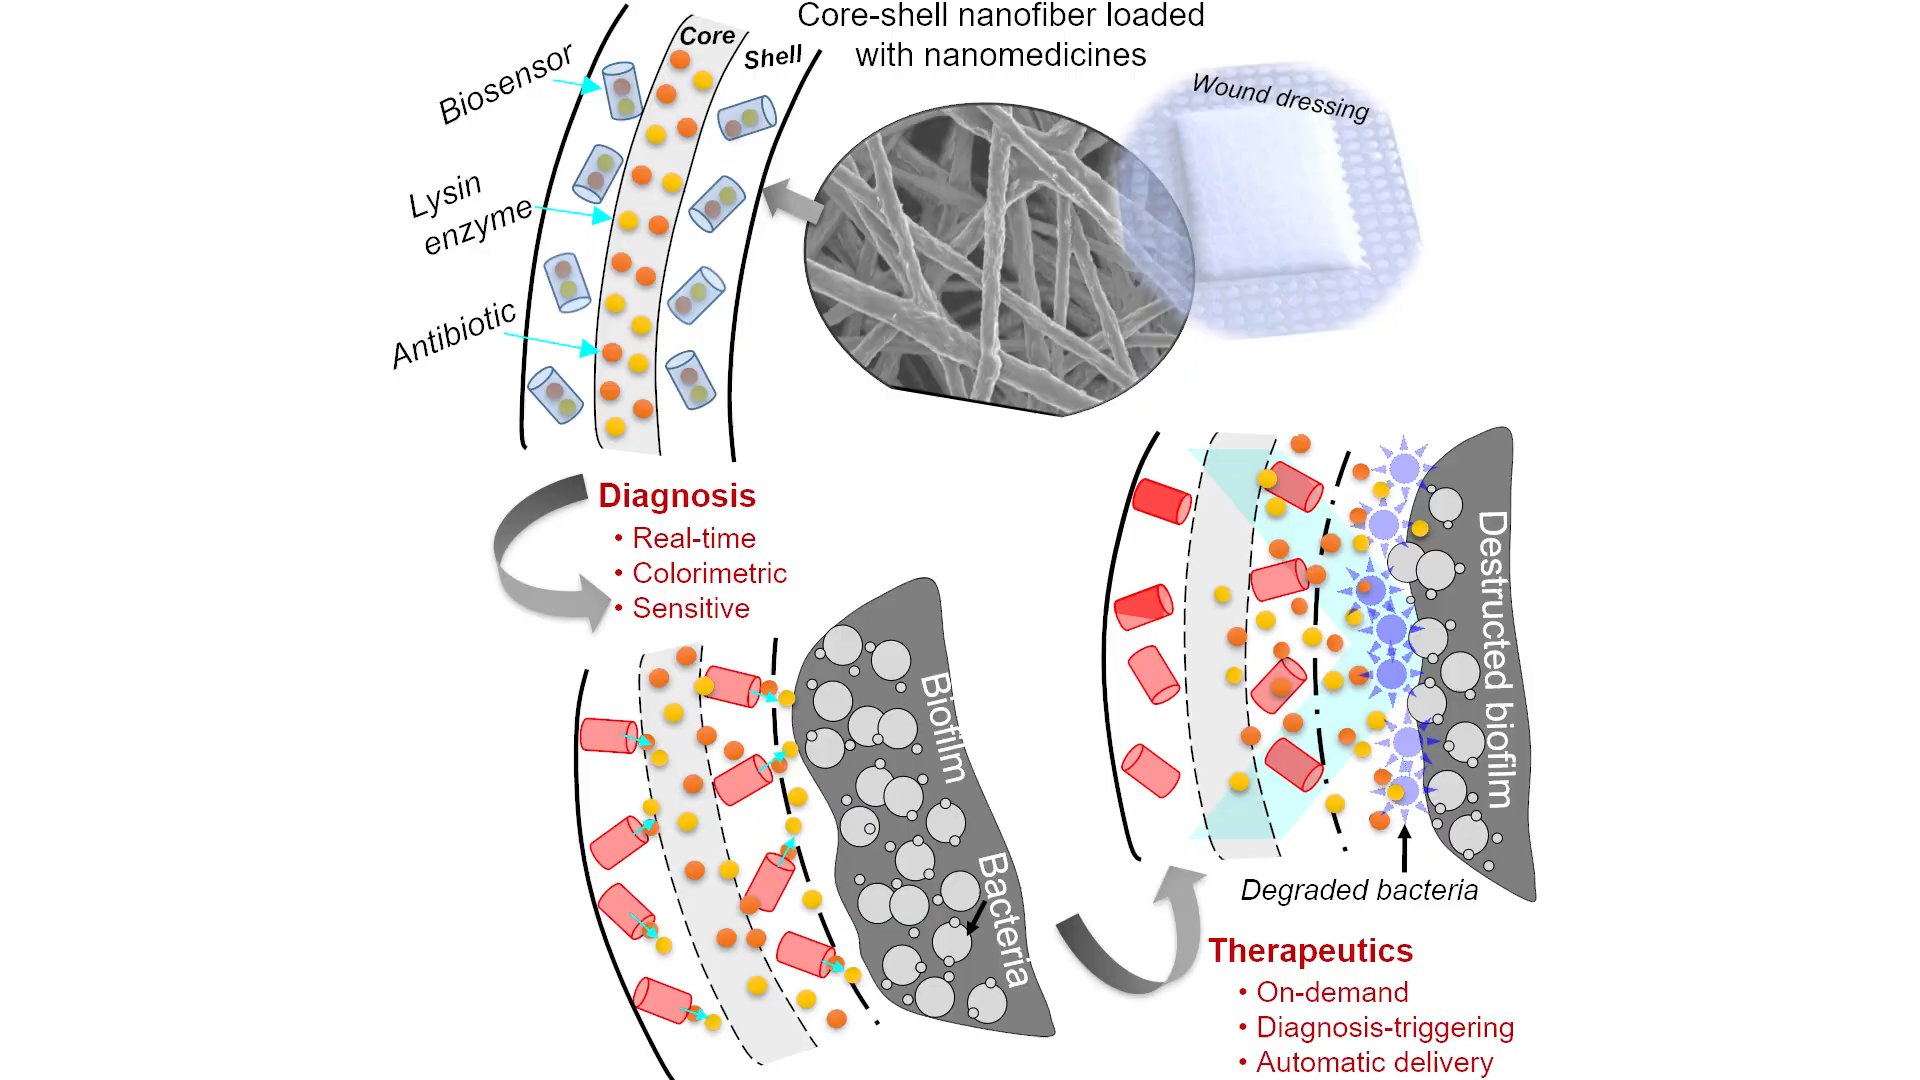 Core-shell nanofiber loaded
with nanomedicines
Core
Shell
Wound dressing
Biosensor
Lysin
enzyme
Antibiotic
Diagnosis
• Real-time
• Colorimetric
• Sensitive
Biofilm
Bacteria
Destructed biofilm
Degraded bacteria
Therapeutics
• On-demand
• Diagnosis-triggering
• Automatic delivery